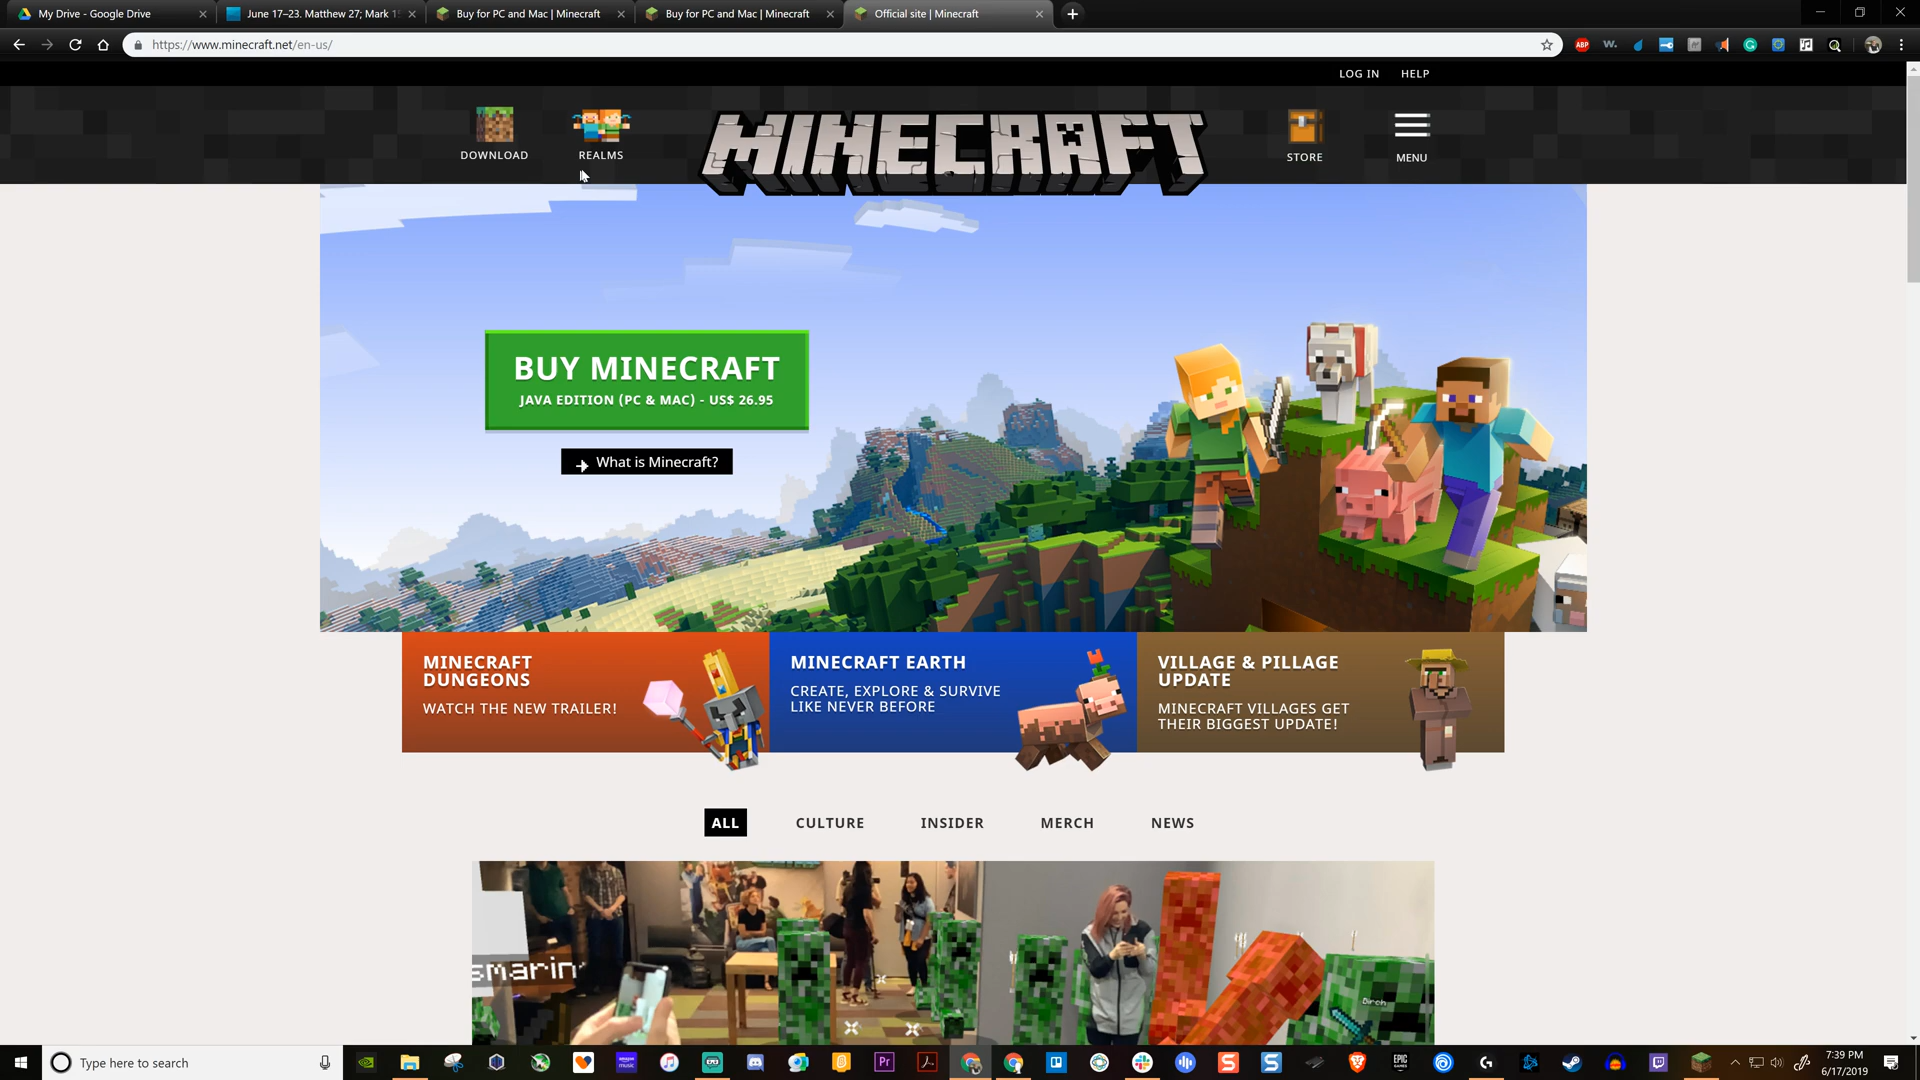 My Drive - Google Drive
June 17–23. Matthew 27; Mark 1
Buy for PC and Mac | Minecraft
Buy for PC and Mac | Minecraft
Official site | Minecraft
https://www.minecraft.net/en-us/
ABP
LOG IN
HELP
DOWNLOAD
REALMS
MINECRAFT
STORE
MENU
BUY MINECRAFT
JAVA EDITION (PC & MAC) - US$ 26.95
What is Minecraft?
MINECRAFT
DUNGEONS
WATCH THE NEW TRAILER!
MINECRAFT EARTH
CREATE, EXPLORE & SURVIVE
LIKE NEVER BEFORE
VILLAGE & PILLAGE
UPDATE
MINECRAFT VILLAGES GET
THEIR BIGGEST UPDATE!
ALL
CULTURE
INSIDER
MERCH
NEWS
Birch
Type here to search
Pr
7:39 PM
6/17/2019